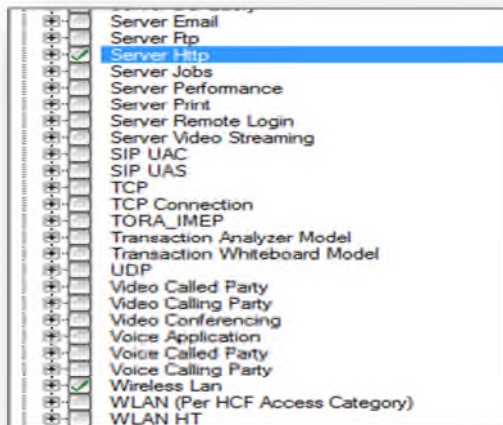 Server Email
Server Ftp
Server Http
Server Jobs
Server Performance
Server Print
Server Remote Login
Server Video Streaming
SIP UAC
SIP UAS
TCP
TCP Connection
TORA_IMEP
Transaction Analyzer Model
Transaction Whiteboard Model
UDP
Video Called Party
Video Calling Party
Video Conferencing
Voice Application
Voice Called Party
Voice Calling Party
Wireless Lan
WLAN (Per HCF Access Category)
WLAN HT